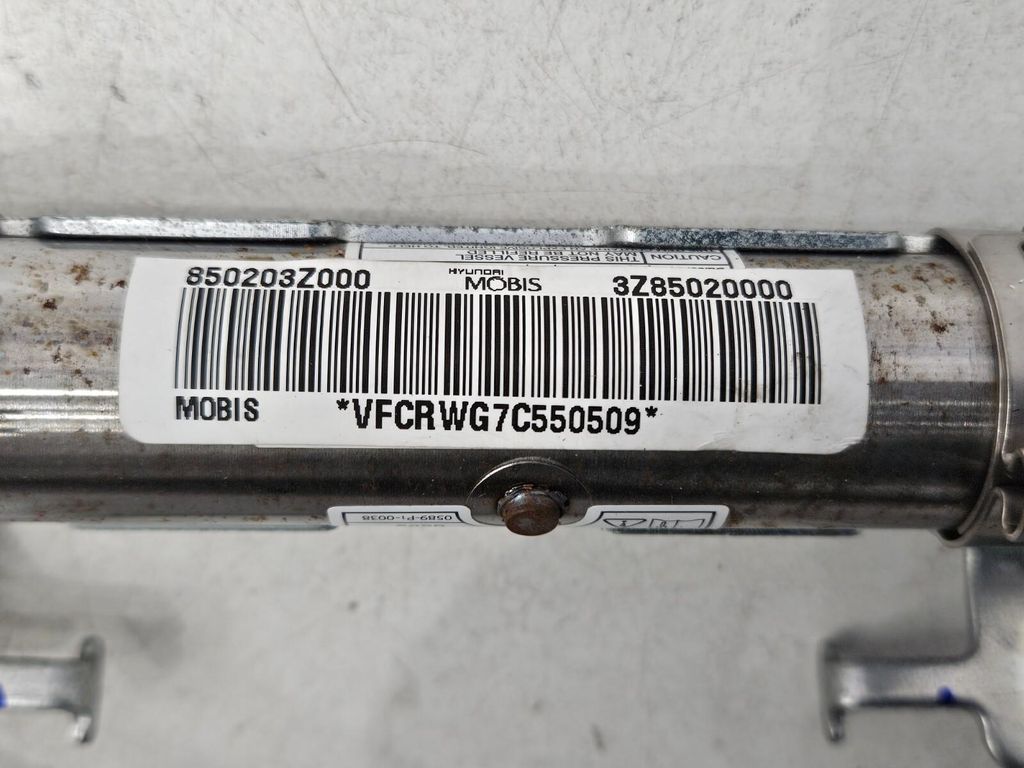 CAUTION
THIS PRESSURE VESSEL
850203Z000
HYUNDAI
MOBIS
3Z85020000
MOBIS
*VFCRWG7C550509*
0589-P1-0038